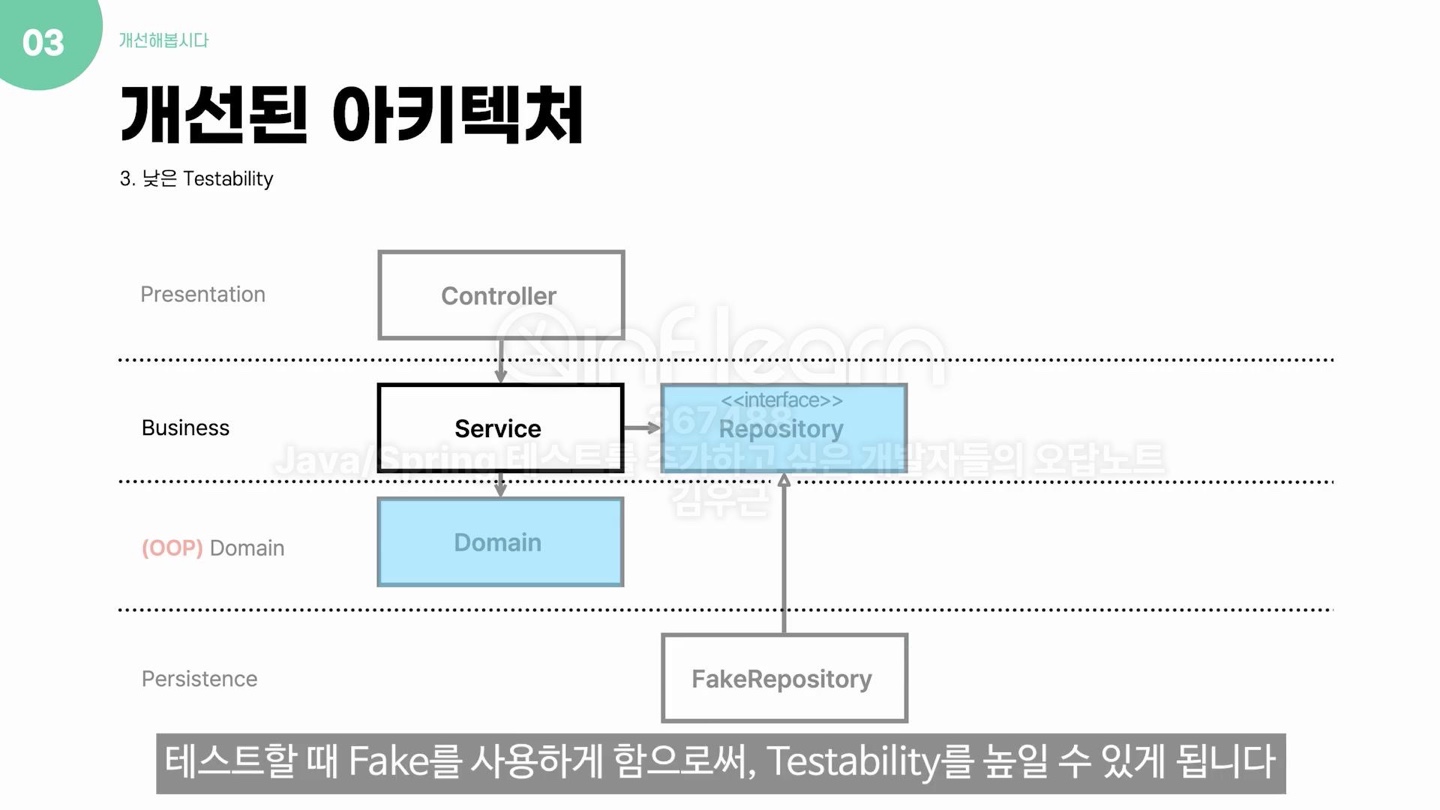 03
개선해봅시다
개선된 아키텍처
3. 낮은 Testability
Presentation
Controller
inflearn
Business
Service
<<interface>>
Repository
367488
Java/Spring 테스트를 추가하고 싶은 개발자들의 오답노트
김우근
(OOP) Domain
Domain
Persistence
FakeRepository
테스트할 때 Fake를 사용하게 함으로써, Testability를 높일 수 있게 됩니다